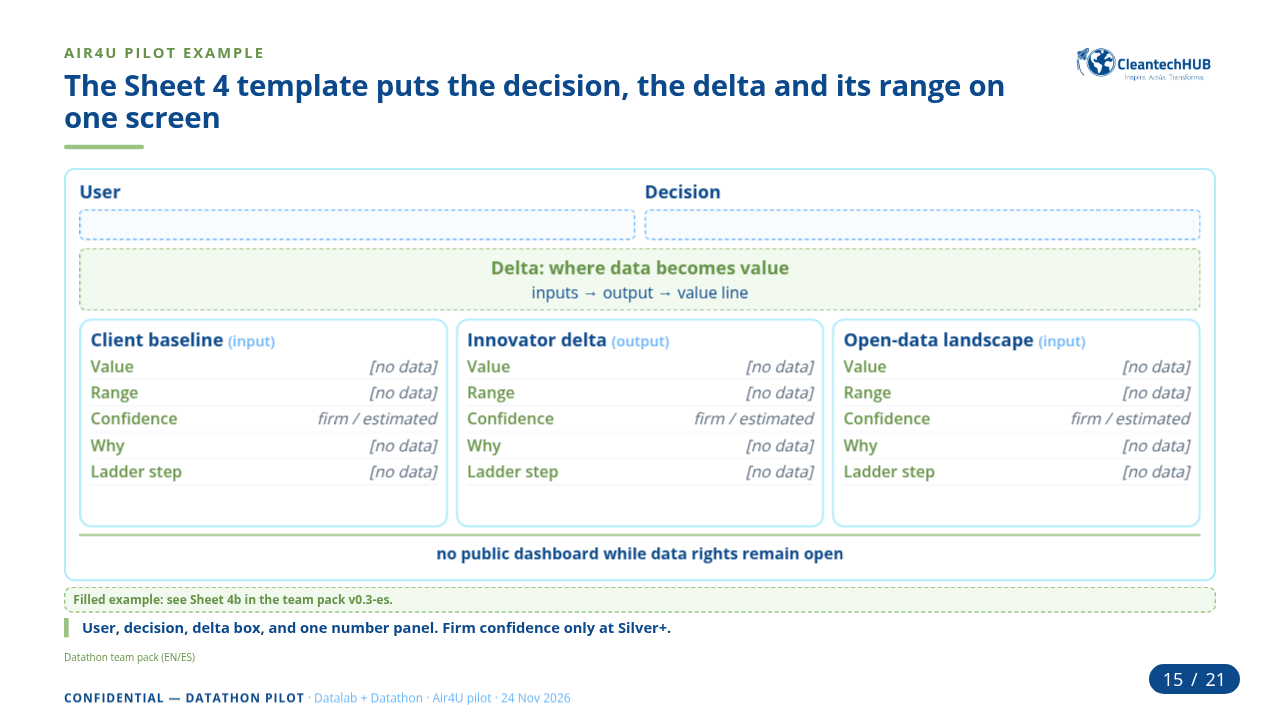 AIR4U PILOT EXAMPLE
The Sheet 4 template puts the decision, the delta and its range on
one screen
CleantechHUB
Inspira. Actúa. Transforma.
User
Decision
Delta: where data becomes value
inputs → output → value line
Client baseline (input)
Value [no data]
Range [no data]
Confidence firm / estimated
Why [no data]
Ladder step [no data]
Innovator delta (output)
Value [no data]
Range [no data]
Confidence firm / estimated
Why [no data]
Ladder step [no data]
Open-data landscape (input)
Value [no data]
Range [no data]
Confidence firm / estimated
Why [no data]
Ladder step [no data]
no public dashboard while data rights remain open
Filled example: see Sheet 4b in the team pack v0.3-es.
User, decision, delta box, and one number panel. Firm confidence only at Silver+.
Datathon team pack (EN/ES)
CONFIDENTIAL — DATATHON PILOT · Datalab + Datathon · Air4U pilot · 24 Nov 2026
15 / 21